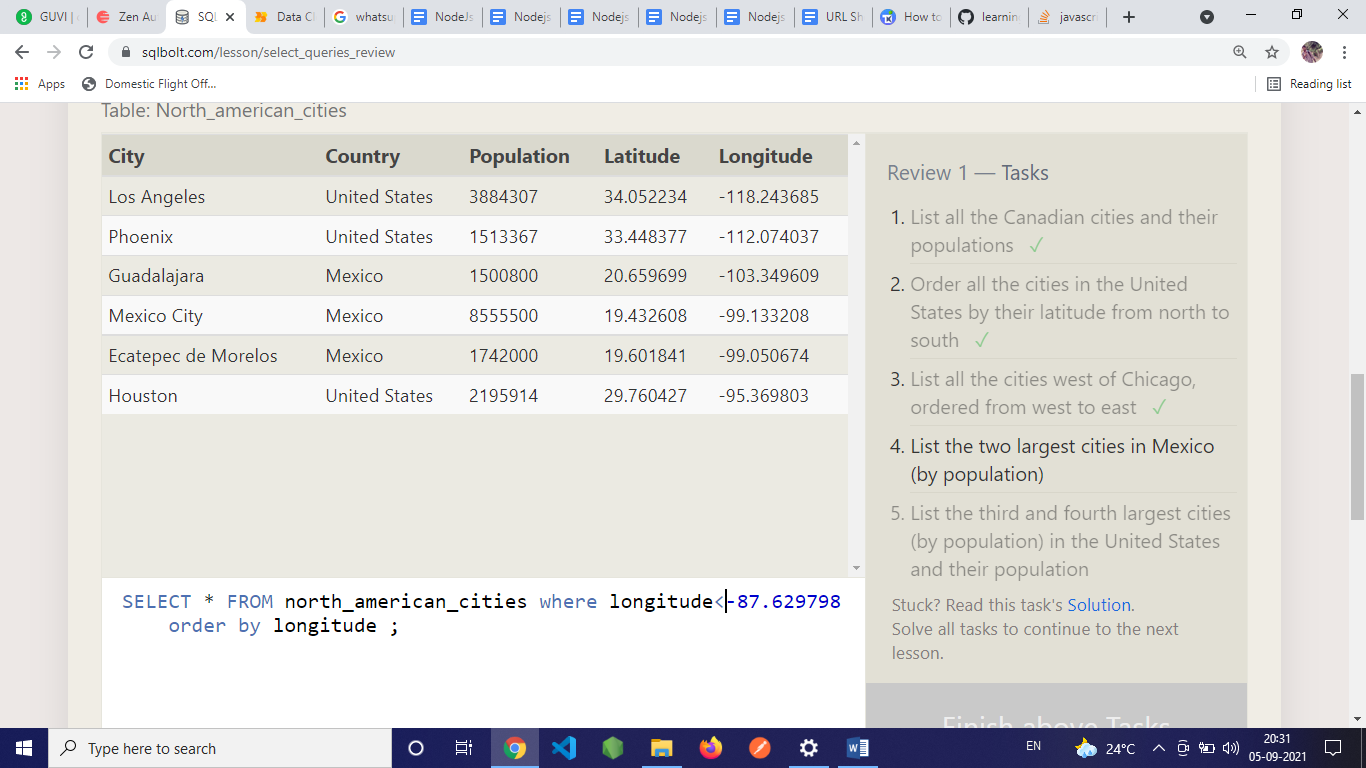 GUVI | 
Zen Au
SQL
Data Cl
whatsu
NodeJs
Nodejs
Nodejs
Nodejs
Nodejs
URL Sh
How to
learnin
javascr
sqlbolt.com/lesson/select_queries_review
Apps
Domestic Flight Off...
Reading list
Table: North_american_cities
City Country Population Latitude Longitude
Los Angeles United States 3884307 34.052234 -118.243685
Phoenix United States 1513367 33.448377 -112.074037
Guadalajara Mexico 1500800 20.659699 -103.349609
Mexico City Mexico 8555500 19.432608 -99.133208
Ecatepec de Morelos Mexico 1742000 19.601841 -99.050674
Houston United States 2195914 29.760427 -95.369803
SELECT * FROM north_american_cities where longitude<-87.629798
order by longitude ;
Review 1 — Tasks
1. List all the Canadian cities and their
populations ✓
2. Order all the cities in the United
States by their latitude from north to
south ✓
3. List all the cities west of Chicago,
ordered from west to east ✓
4. List the two largest cities in Mexico
(by population)
5. List the third and fourth largest cities
(by population) in the United States
and their population
Stuck? Read this task's Solution.
Solve all tasks to continue to the next
lesson.
Finish above Tasks
Type here to search
EN
24°C
20:31
05-09-2021